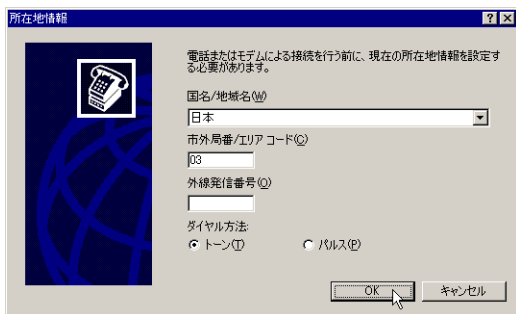 所在地情報
電話またはモデムによる接続を行う前に、現在の所在地情報を設定す
る必要があります。
国名/地域名(W)
日本
市外局番/エリア コード(C)
03
外線発信番号(O)
ダイヤル方法:
トーン(T) パルス(P)
OK キャンセル